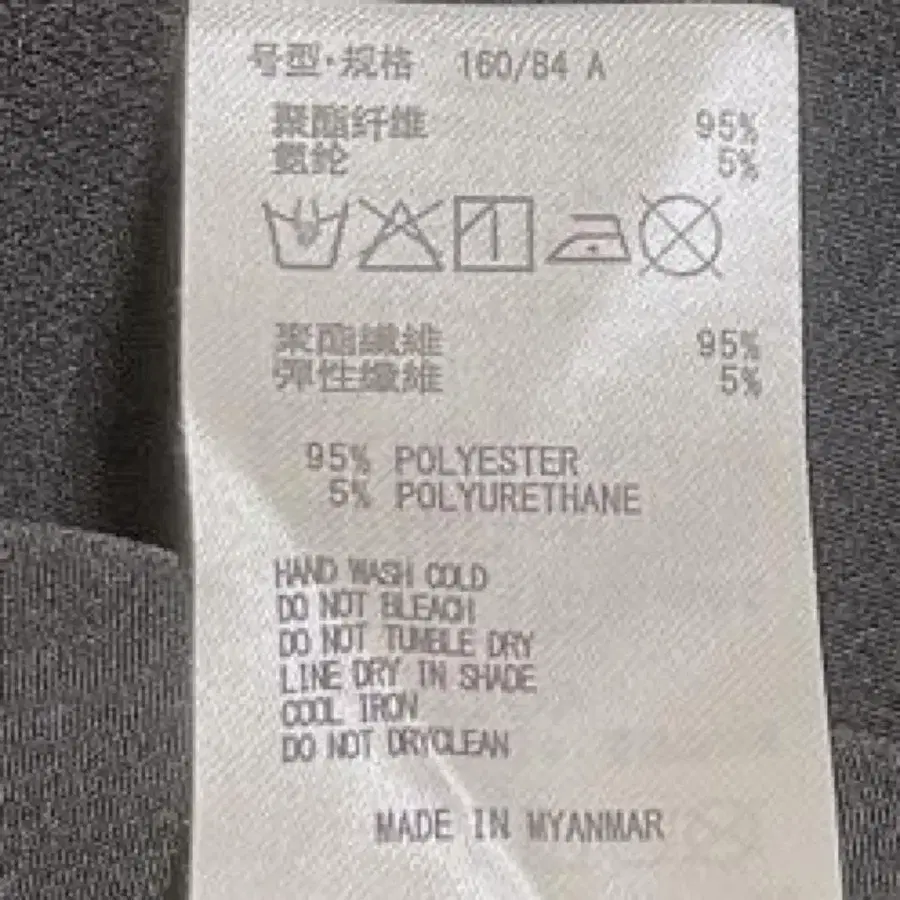 号型·规格 160/84 A
聚酯纤维 95%
氨纶 5%
聚酯纖維 95%
彈性纖維 5%
95% POLYESTER
5% POLYURETHANE
HAND WASH COLD
DO NOT BLEACH
DO NOT TUMBLE DRY
LINE DRY IN SHADE
COOL IRON
DO NOT DRYCLEAN
MADE IN MYANMAR